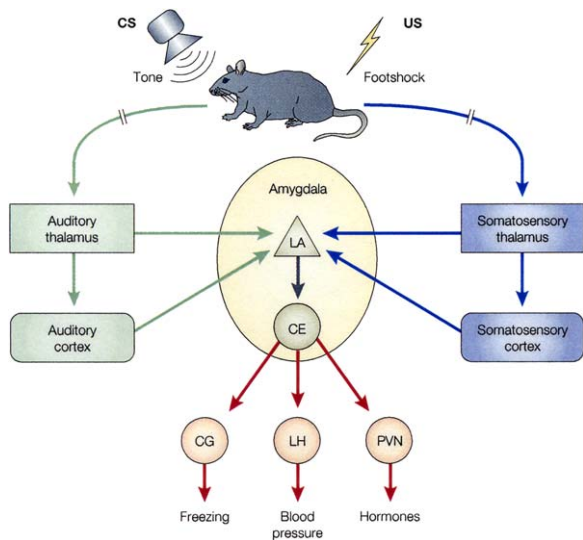 CS
US
Tone
Footshock
Amygdala
Auditory
thalamus
LA
Somatosensory
thalamus
Auditory
cortex
CE
Somatosensory
cortex
CG
LH
PVN
Freezing
Blood
pressure
Hormones